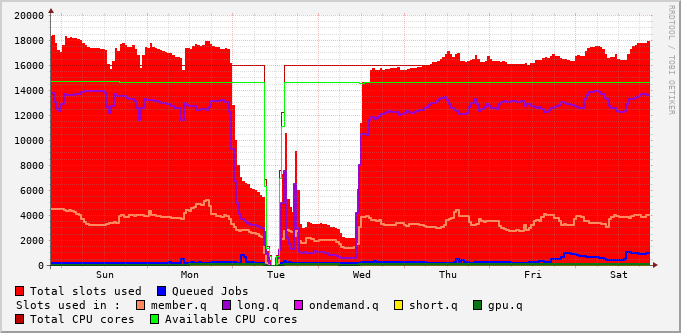 20000
18000
16000
14000
12000
10000
8000
6000
4000
2000
0
Sun Mon Tue Wed Thu Fri Sat
Total slots used Queued Jobs
Slots used in : member.q long.q ondemand.q short.q gpu.q
Total CPU cores Available CPU cores
RRDTOOL / TOBI OETIKER